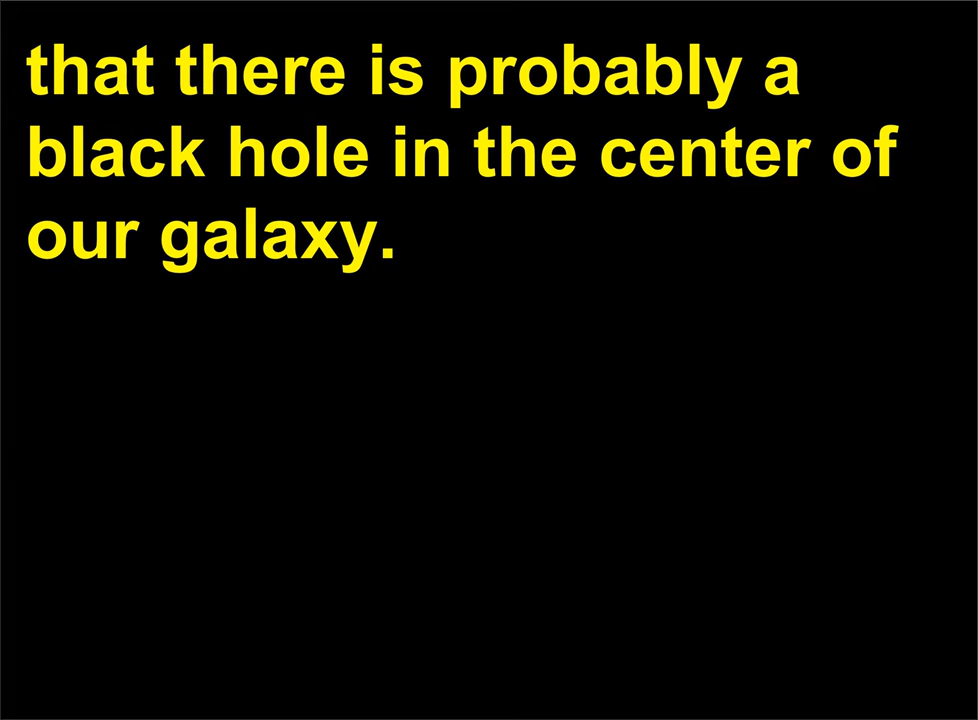 that there is probably a
black hole in the center of
our galaxy.